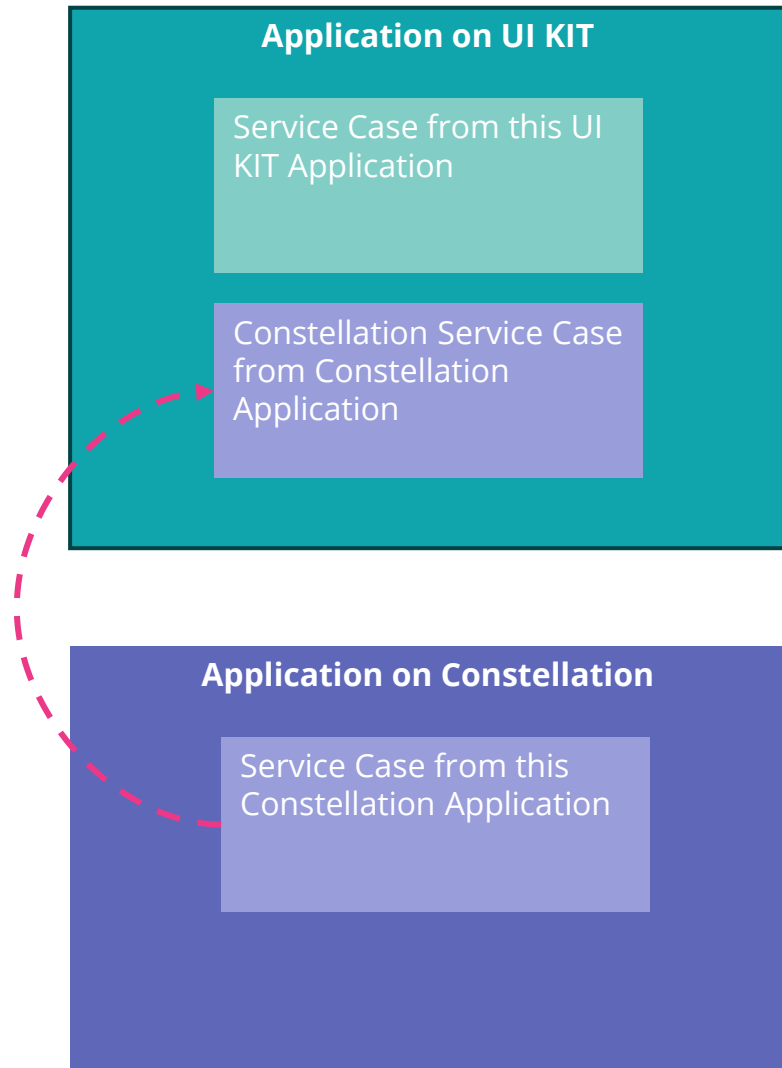 Application on UI KIT
Service Case from this UI
KIT Application
Constellation Service Case
from Constellation
Application
Application on Constellation
Service Case from this
Constellation Application